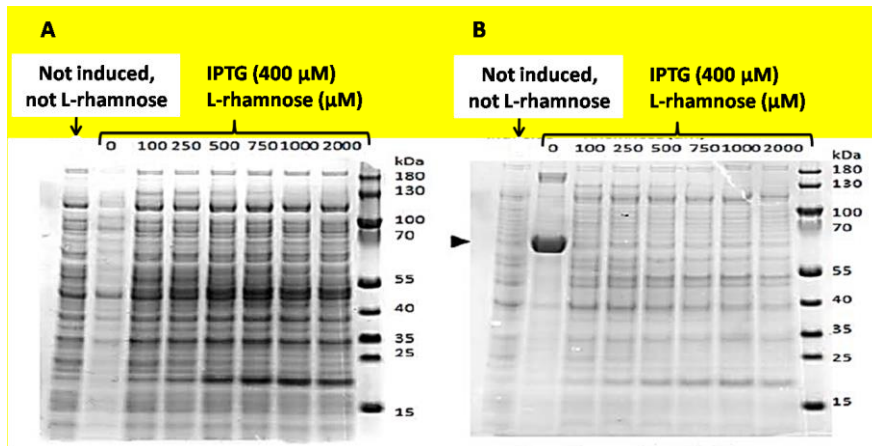 A
Not induced,
not L-rhamnose
IPTG (400 µM)
L-rhamnose (µM)
0 100 250 500 750 1000 2000
kDa
180
130
100
70
55
40
35
25
15
B
Not induced,
not L-rhamnose
IPTG (400 µM)
L-rhamnose (µM)
0 100 250 500 750 1000 2000
kDa
180
130
100
70
55
40
35
25
15